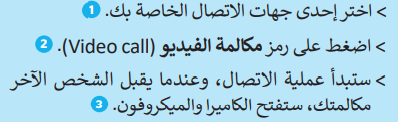 > اختر إحدى جهات الاتصال الخاصة بك. 1
> اضغط على رمز مكالمة الفيديو (Video call). 2
> ستبدأ عملية الاتصال، وعندما يقبل الشخص الآخر
مكالمتك، ستفتح الكاميرا والميكروفون. 3